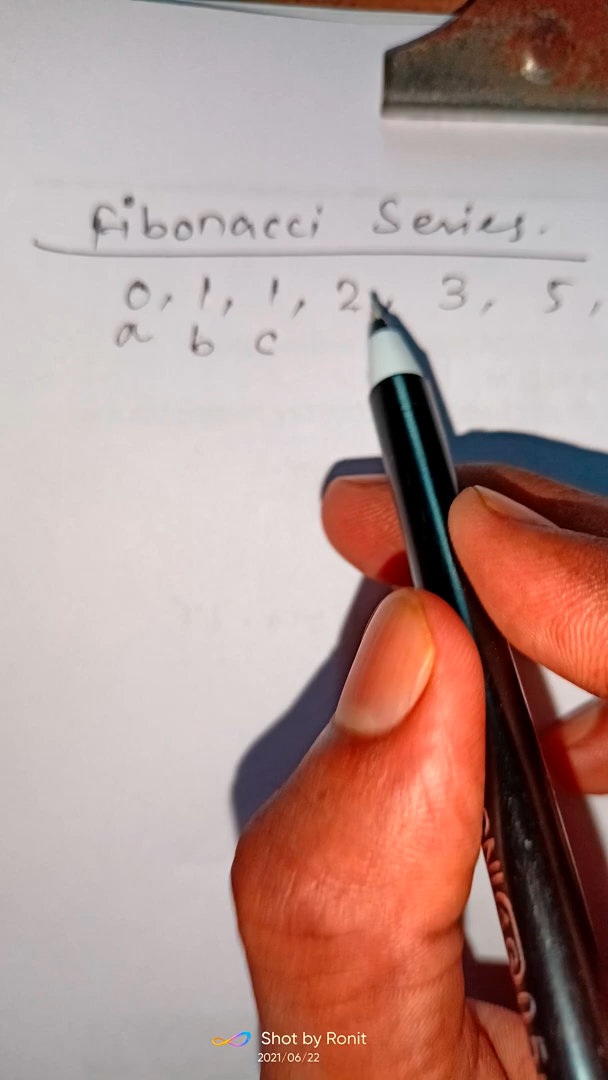 Fibonacci Series.
0, 1, 1, 2, 3, 5,
a b c
Shot by Ronit
2021/06/22